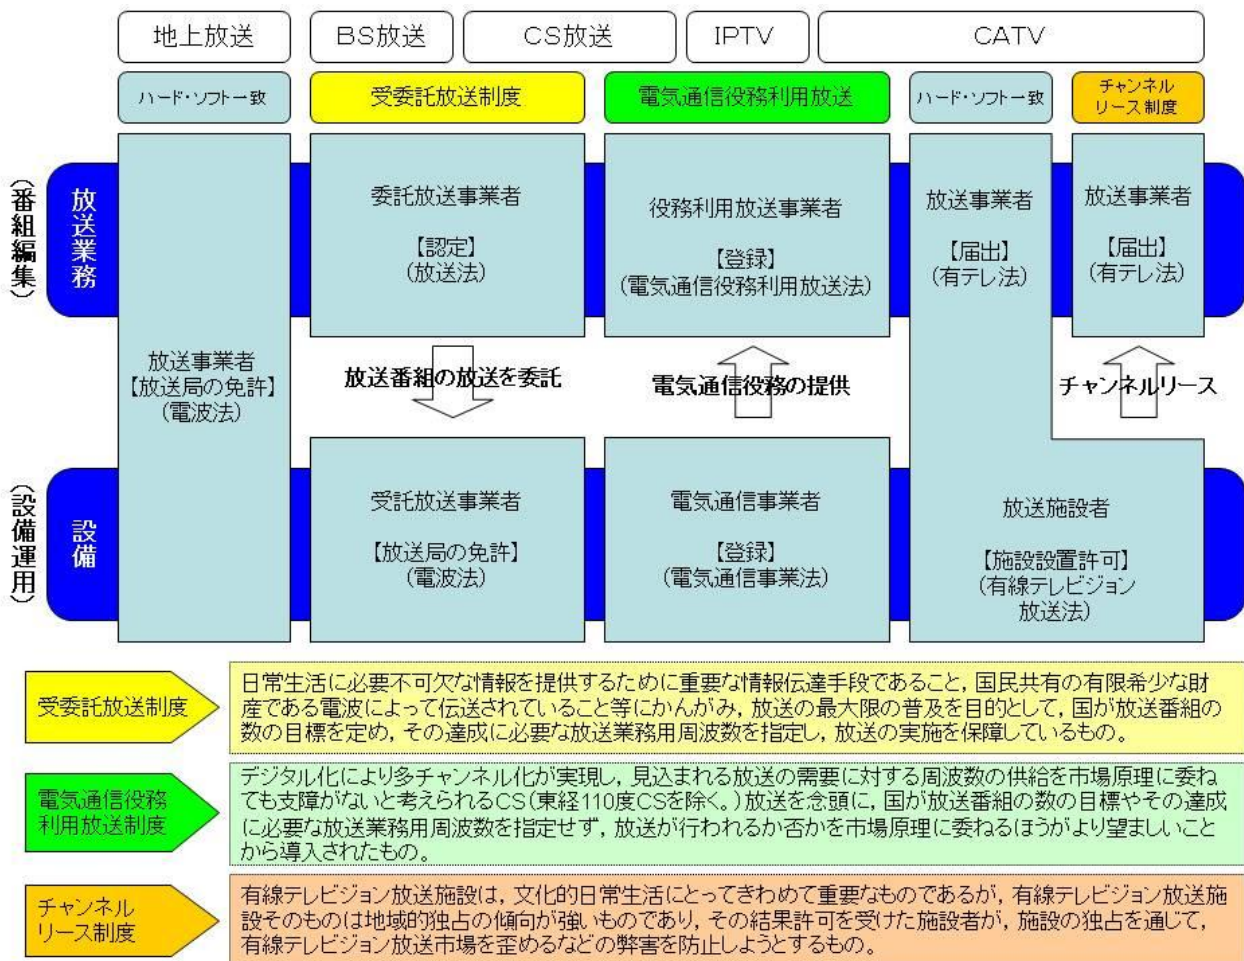 地上放送
BS放送
CS放送
IPTV
CATV
ハード・ソフト一致
受委託放送制度
電気通信役務利用放送
ハード・ソフト一致
チャンネル
リース制度
(番組編集)
放送業務
放送事業者
【放送局の免許】
(電波法)
委託放送事業者
【認定】
(放送法)
役務利用放送事業者
【登録】
(電気通信役務利用放送法)
放送事業者
【届出】
(有テレ法)
放送事業者
【届出】
(有テレ法)
放送番組の放送を委託
電気通信役務の提供
チャンネルリース
(設備運用)
設備
受託放送事業者
【放送局の免許】
(電波法)
電気通信事業者
【登録】
(電気通信事業法)
放送施設者
【施設設置許可】
(有線テレビジョン
放送法)
受委託放送制度
日常生活に必要不可欠な情報を提供するために重要な情報伝達手段であること,国民共有の有限希少な財
産である電波によって伝送されていること等にかんがみ,放送の最大限の普及を目的として,国が放送番組の
数の目標を定め,その達成に必要な放送業務用周波数を指定し,放送の実施を保障しているもの。
電気通信役務
利用放送制度
デジタル化により多チャンネル化が実現し,見込まれる放送の需要に対する周波数の供給を市場原理に委ね
ても支障がないと考えられるCS(東経110度CSを除く。)放送を念頭に,国が放送番組の数の目標やその達成
に必要な放送業務用周波数を指定せず,放送が行われるか否かを市場原理に委ねるほうがより望ましいこと
から導入されたもの。
チャンネル
リース制度
有線テレビジョン放送施設は,文化的日常生活にとってきわめて重要なものであるが,有線テレビジョン放送施
設そのものは地域的独占の傾向が強いものであり,その結果許可を受けた施設者が,施設の独占を通じて,
有線テレビジョン放送市場を歪めるなどの弊害を防止しようとするもの。